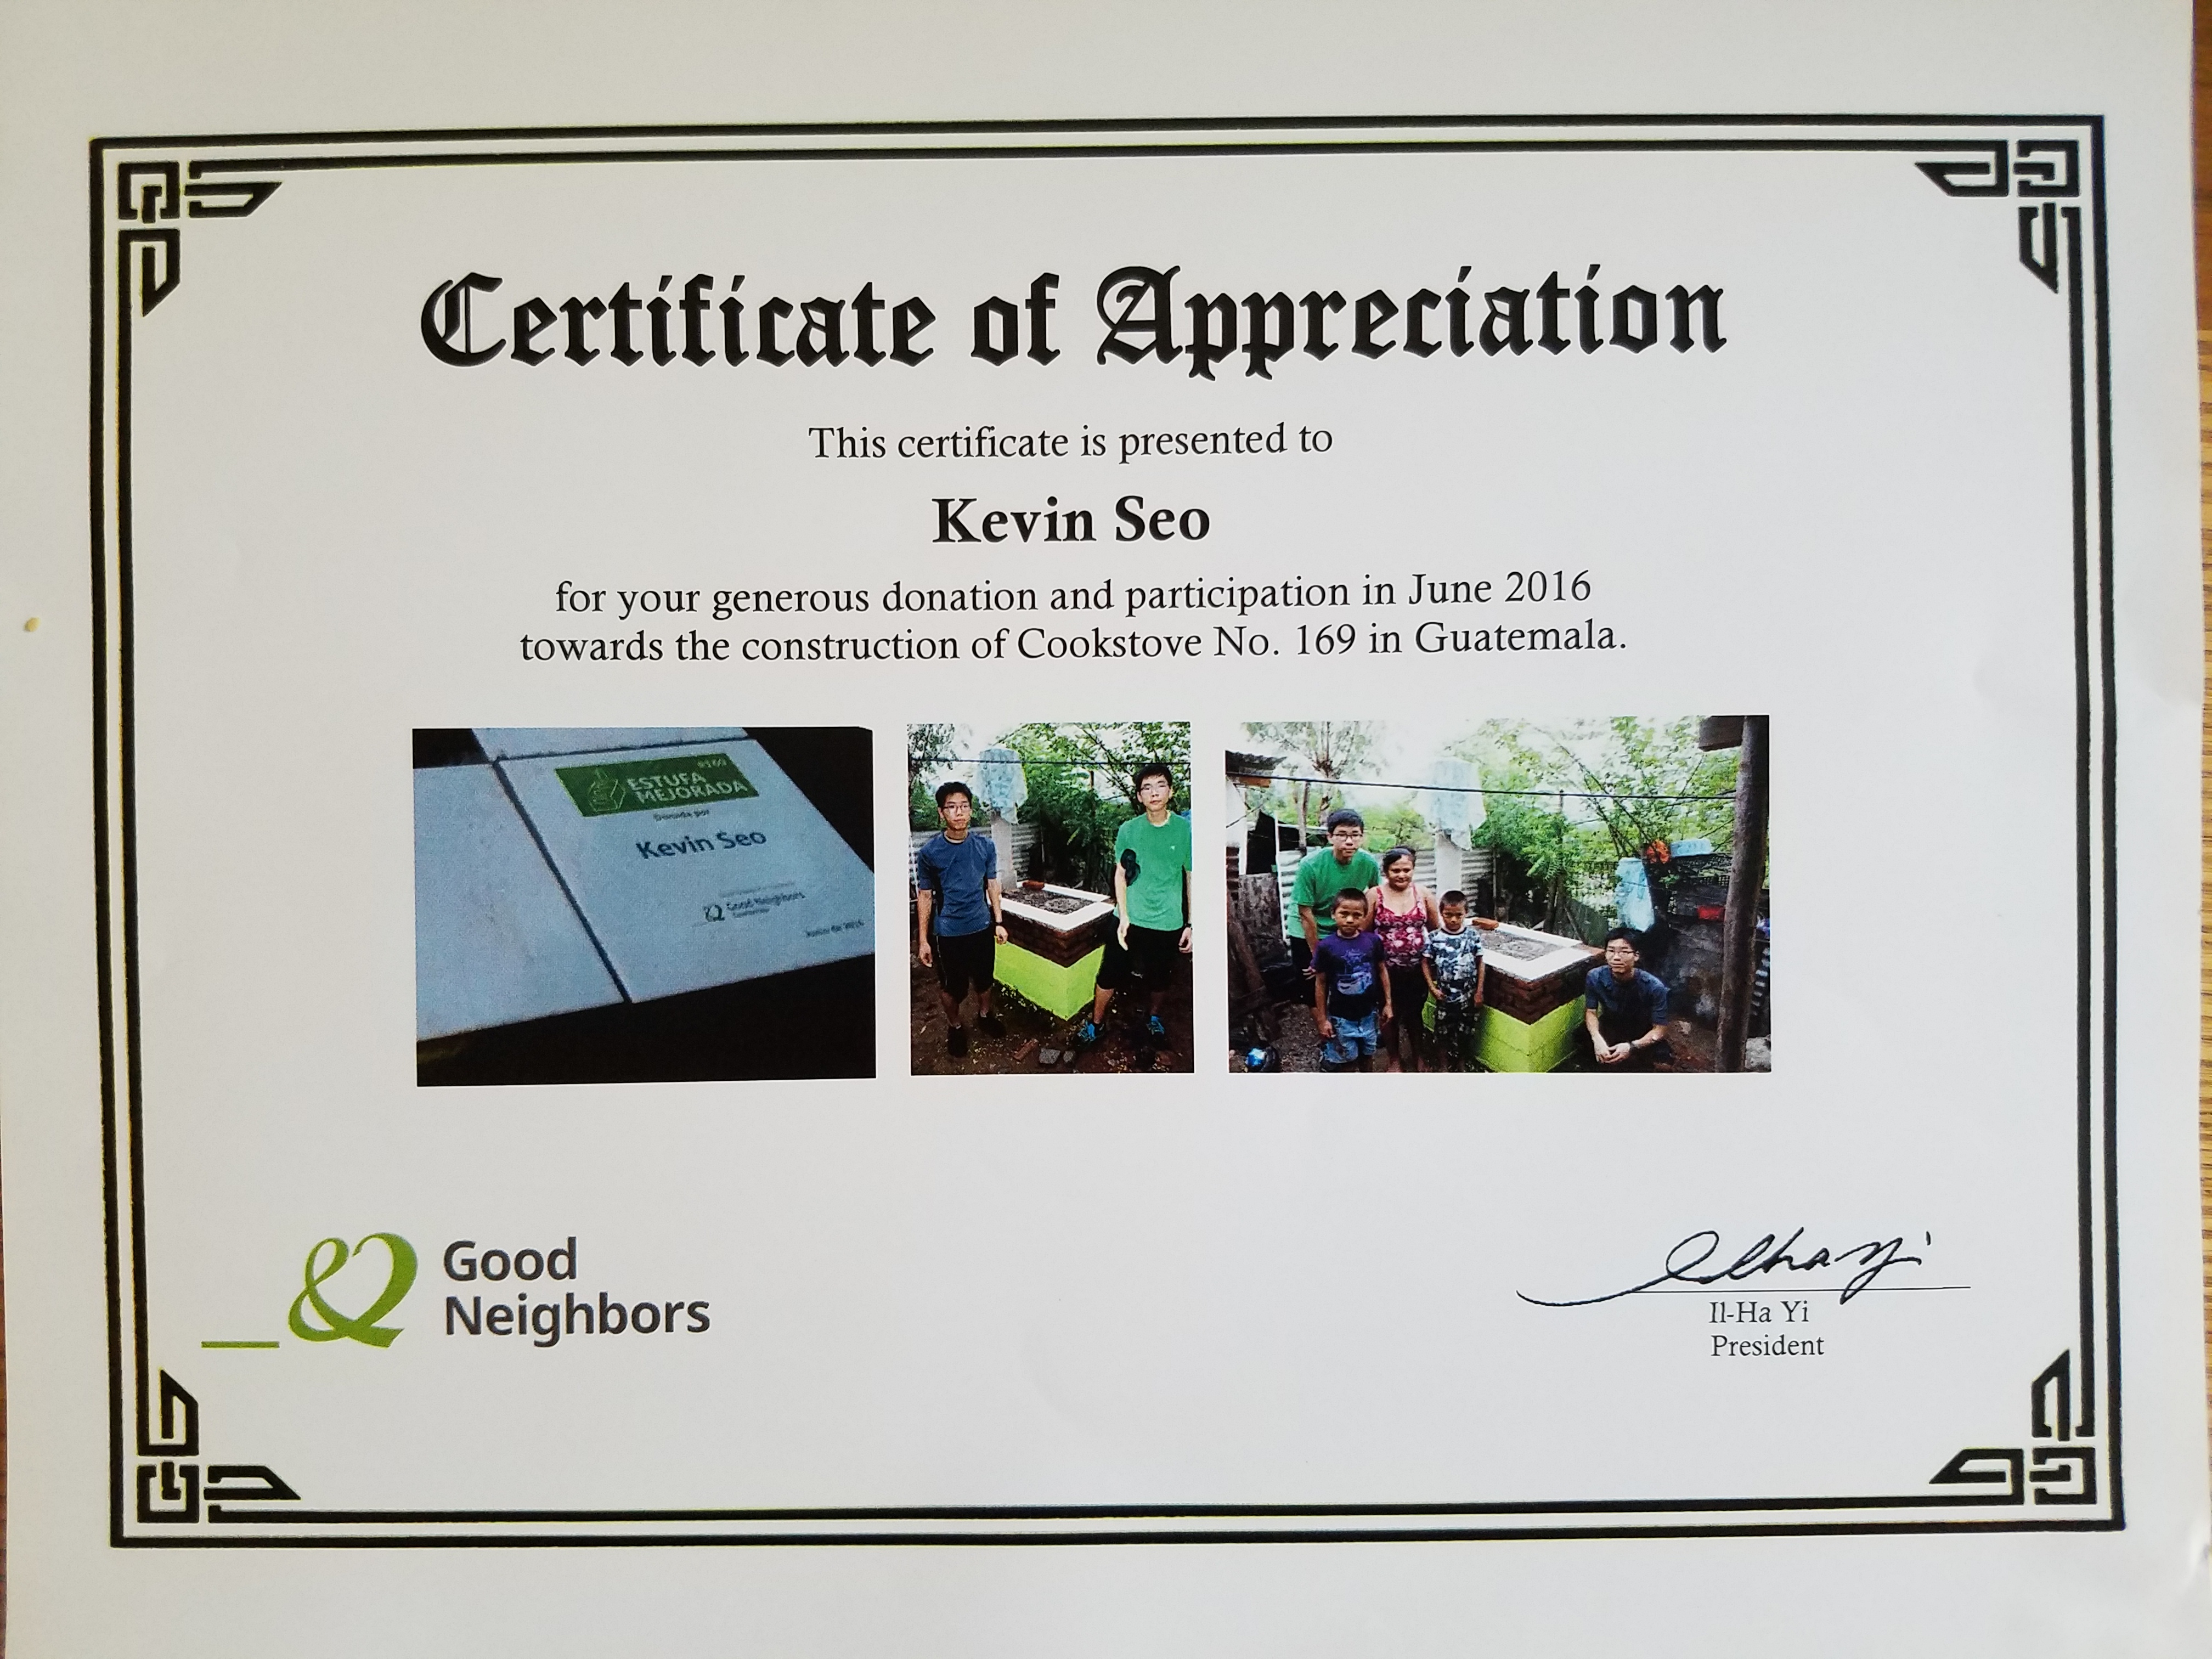 Certificate of Appreciation
This certificate is presented to
Kevin Seo
for your generous donation and participation in June 2016
towards the construction of Cookstove No. 169 in Guatemala.
ESTUFA
MEJORADA
Kevin Seo
Good Neighbors
Good
Neighbors
Il-Ha Yi
President